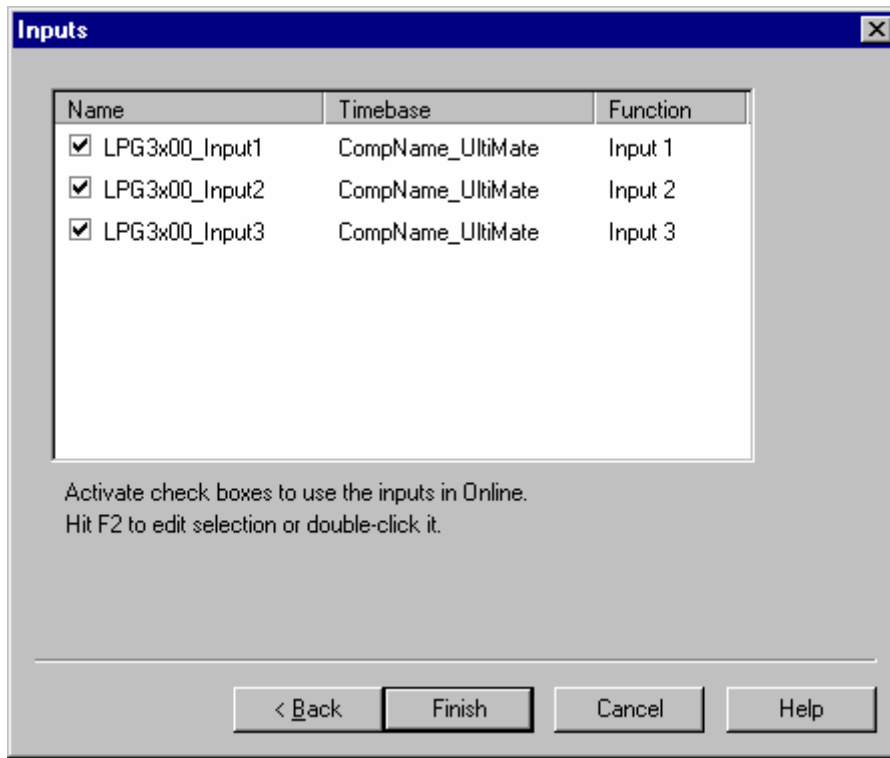 Inputs
Name Timebase Function
LPG3x00_Input1 CompName_UltiMate Input 1
LPG3x00_Input2 CompName_UltiMate Input 2
LPG3x00_Input3 CompName_UltiMate Input 3
Activate check boxes to use the inputs in Online.
Hit F2 to edit selection or double-click it.
< Back Finish Cancel Help